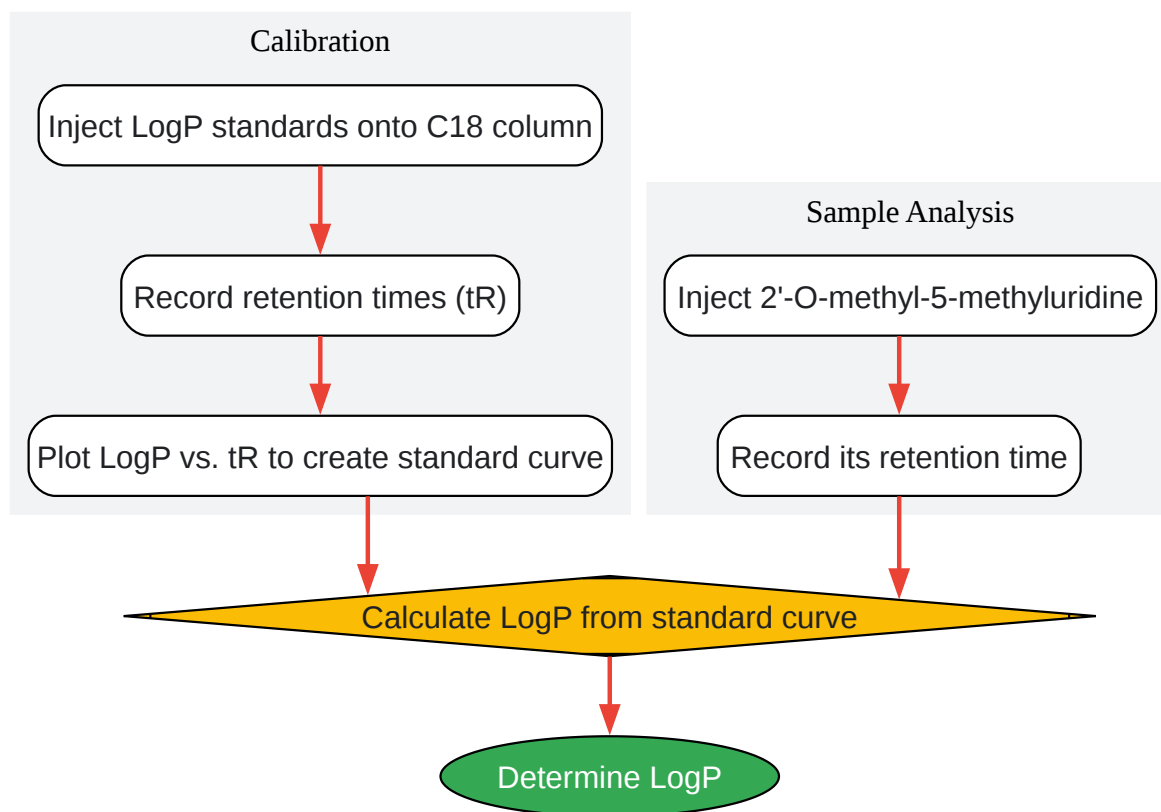 Calibration
Inject LogP standards onto C18 column
Record retention times (tR)
Plot LogP vs. tR to create standard curve
Sample Analysis
Inject 2'-O-methyl-5-methyluridine
Record its retention time
Calculate LogP from standard curve
Determine LogP